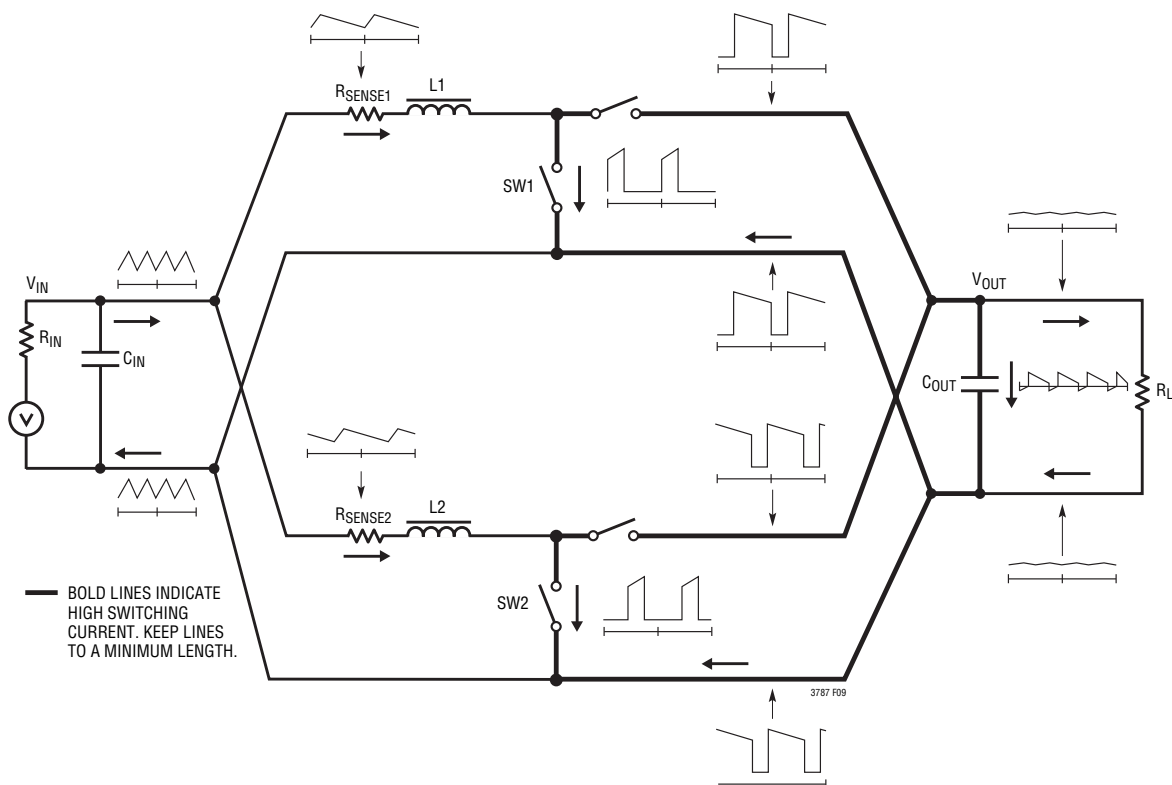 RSENSE1
L1
SW1
VIN
RIN
CIN
V
VOUT
COUT
RL
RSENSE2
L2
SW2
BOLD LINES INDICATE
HIGH SWITCHING
CURRENT. KEEP LINES
TO A MINIMUM LENGTH.
3787 F09